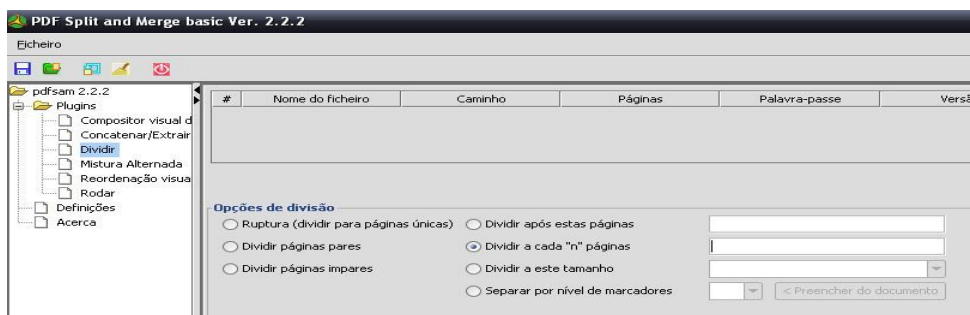 PDF Split and Merge basic Ver. 2.2.2
Ficheiro
pdfsam 2.2.2
Plugins
Compositor visual d
Concatenar/Extrair
Dividir
Mistura Alternada
Reordenação visua
Rodar
Definições
Acerca
# Nome do ficheiro Caminho Páginas Palavra-passe Versã
Opções de divisão
Ruptura (dividir para páginas únicas) Dividir após estas páginas
Dividir páginas pares Dividir a cada "n" páginas
Dividir páginas impares Dividir a este tamanho
Separar por nível de marcadores < Preencher do documento